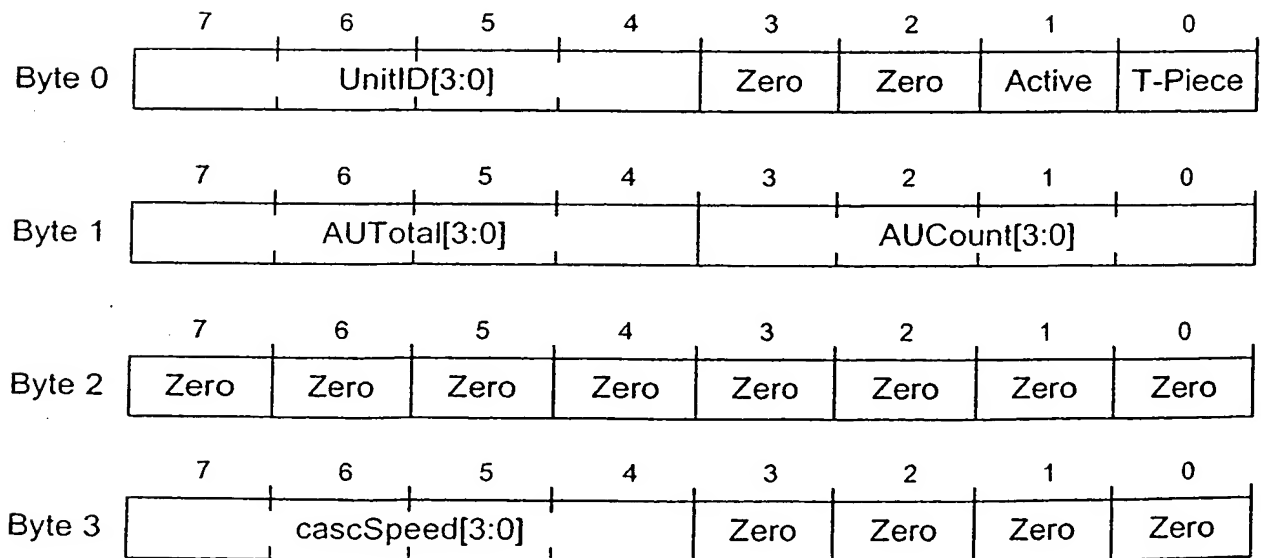 7 6 5 4 3 2 1 0
Byte 0 UnitID[3:0] Zero Zero Active T-Piece
7 6 5 4 3 2 1 0
Byte 1 AUTotal[3:0] AUCount[3:0]
7 6 5 4 3 2 1 0
Byte 2 Zero Zero Zero Zero Zero Zero Zero Zero
7 6 5 4 3 2 1 0
Byte 3 cascSpeed[3:0] Zero Zero Zero Zero